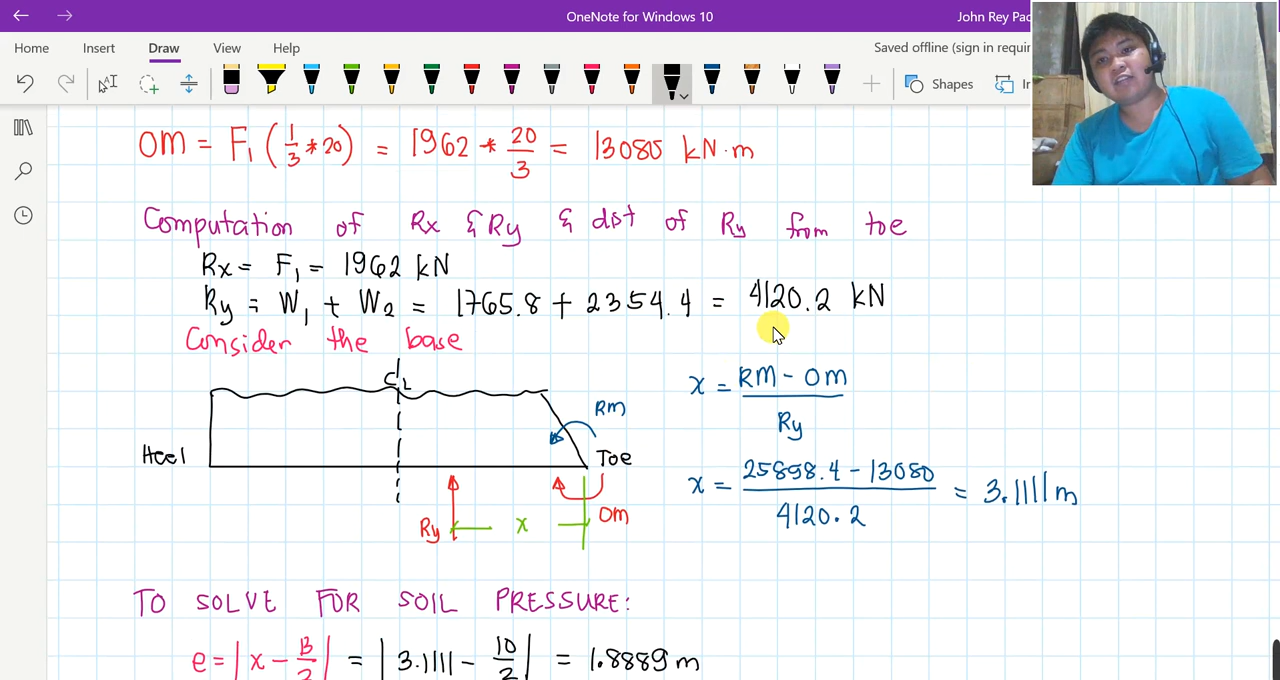 OneNote for Windows 10
John Rey Pac
Home Insert Draw View Help
Saved offline (sign in requir
Shapes In
OM = F₁ (1/3 * 20) = 1962 * 20/3 = 13080 kN·m
Computation of Rx & Ry & dist of Ry from toe
Rx = F₁ = 1962 kN
Ry = W₁ + W₂ = 1765.8 + 2354.4 = 4120.2 kN
Consider the base
CL
RM
Heel
Toe
OM
Ry
x
x = RM - OM / Ry
x = 25898.4 - 13080 / 4120.2 = 3.1111 m
TO SOLVE FOR SOIL PRESSURE:
e = | x - B/2 | = | 3.1111 - 10/2 | = 1.8889 m